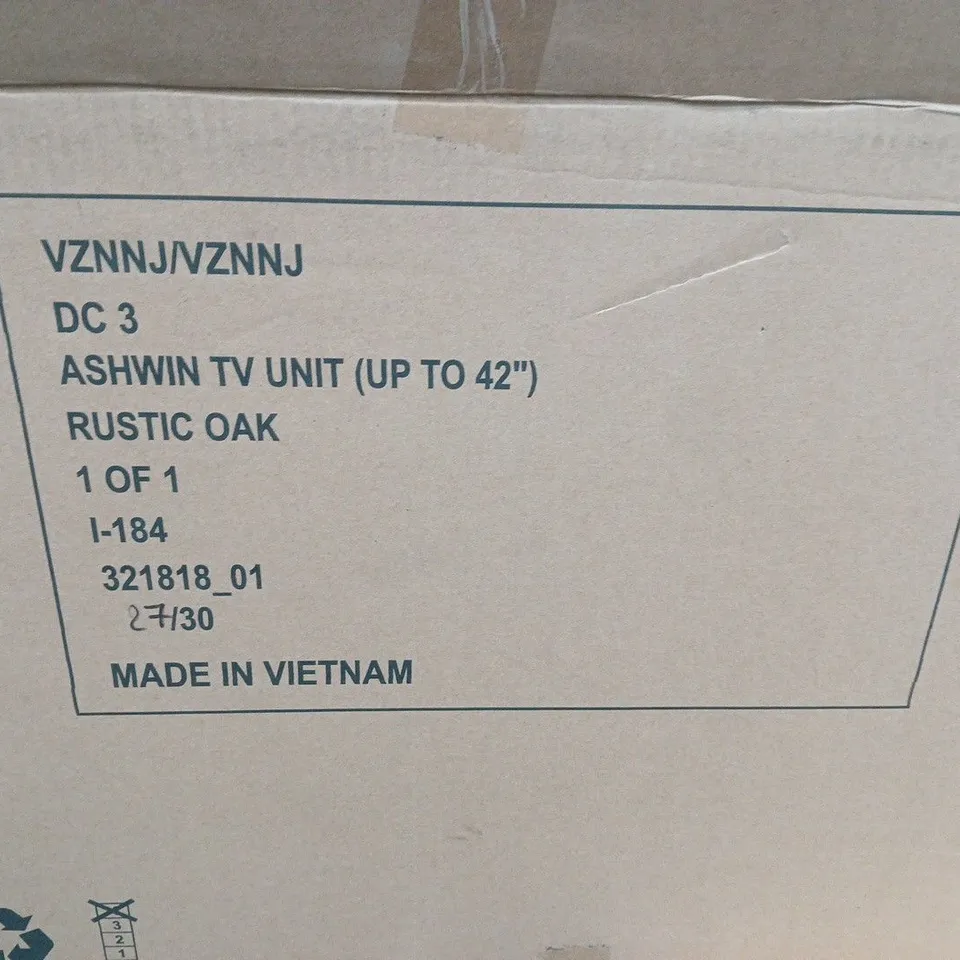 VZNNJ/VZNNJ
DC 3
ASHWIN TV UNIT (UP TO 42")
RUSTIC OAK
1 OF 1
I-184
321818_01
27/30
MADE IN VIETNAM
3
2
1